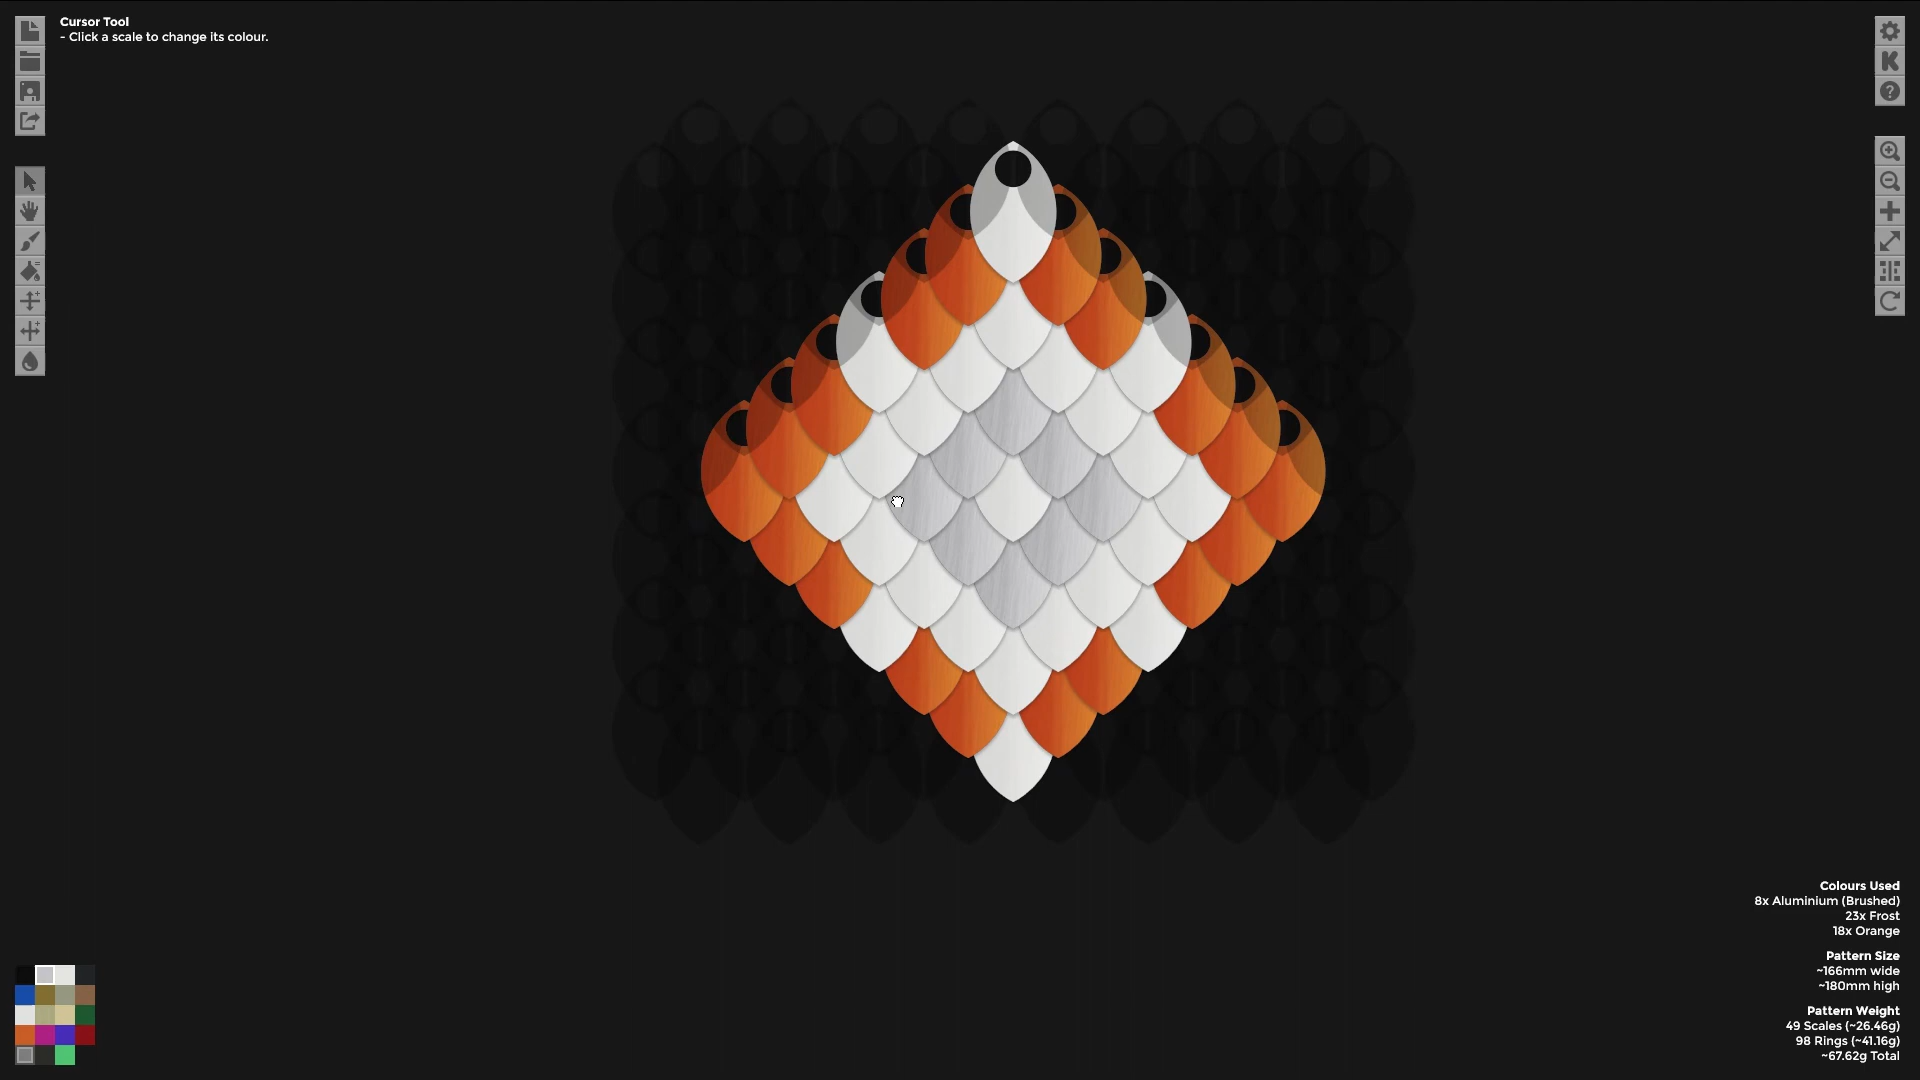 Cursor Tool
- Click a scale to change its colour.
Colours Used
8x Aluminium (Brushed)
23x Frost
18x Orange
Pattern Size
~166mm wide
~180mm high
Pattern Weight
49 Scales (~26.46g)
98 Rings (~41.16g)
~67.62g Total